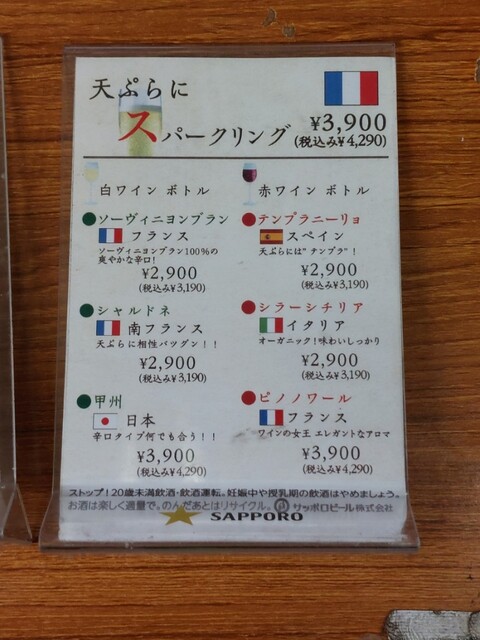 天ぷらに
スパークリング
¥3,900
(税込み¥4,290)
白ワイン ボトル
●ソーヴィニヨンブラン
フランス
ソーヴィニヨンブラン100%の
爽やかな辛口!
¥2,900
(税込み¥3,190)
●シャルドネ
南フランス
天ぷらに相性バツグン!!
¥2,900
(税込み¥3,190)
●甲州
日本
辛口タイプ何でも合う!!
¥3,900
(税込み¥4,290)
赤ワイン ボトル
●テンプラニーリョ
スペイン
天ぷらには"テンプラ"!
¥2,900
(税込み¥3,190)
●シラーシチリア
イタリア
オーガニック!味わいしっかり
¥2,900
(税込み¥3,190)
●ピノノワール
フランス
ワインの女王 エレガントなアロマ
¥3,900
(税込み¥4,290)
ストップ!20歳未満飲酒・飲酒運転。妊娠中や授乳期の飲酒はやめましょう。
お酒は楽しく適量で。のんだあとはリサイクル。 サッポロビール株式会社
SAPPORO